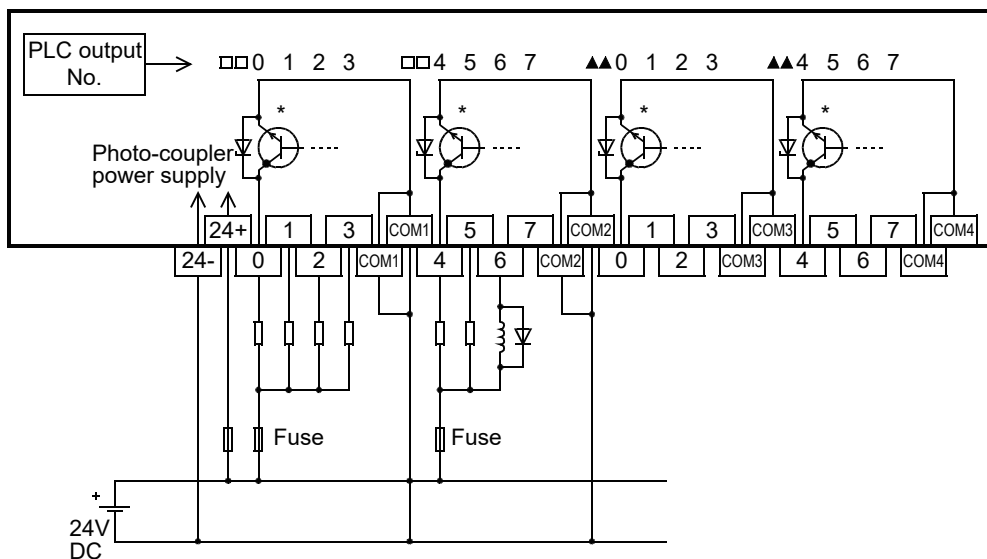 PLC output
No.
□□0 1 2 3
□□4 5 6 7
▲▲0 1 2 3
▲▲4 5 6 7
* * * *
Photo-coupler
power supply
24+ 1 3 COM1 5 7 COM2 1 3 COM3 5 7 COM4
24- 0 2 COM1 4 6 COM2 0 2 COM3 4 6 COM4
Fuse Fuse
+
24V
DC